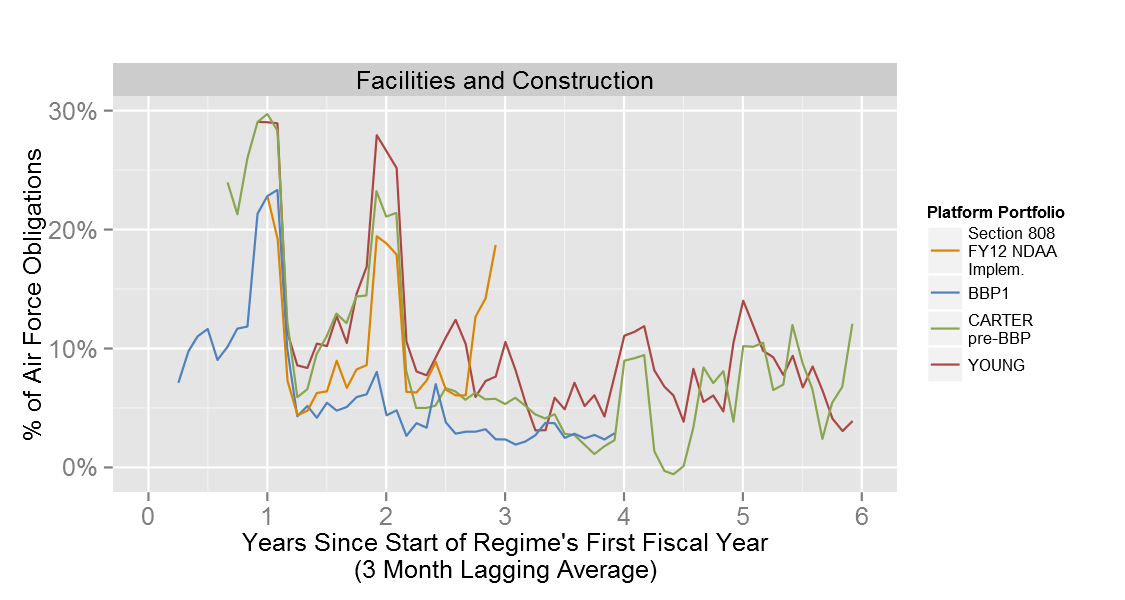 Facilities and Construction
% of Air Force Obligations
30%
20%
10%
0%
0 1 2 3 4 5 6
Years Since Start of Regime's First Fiscal Year
(3 Month Lagging Average)
Platform Portfolio
Section 808
FY12 NDAA
Implem.
BBP1
CARTER
pre-BBP
YOUNG